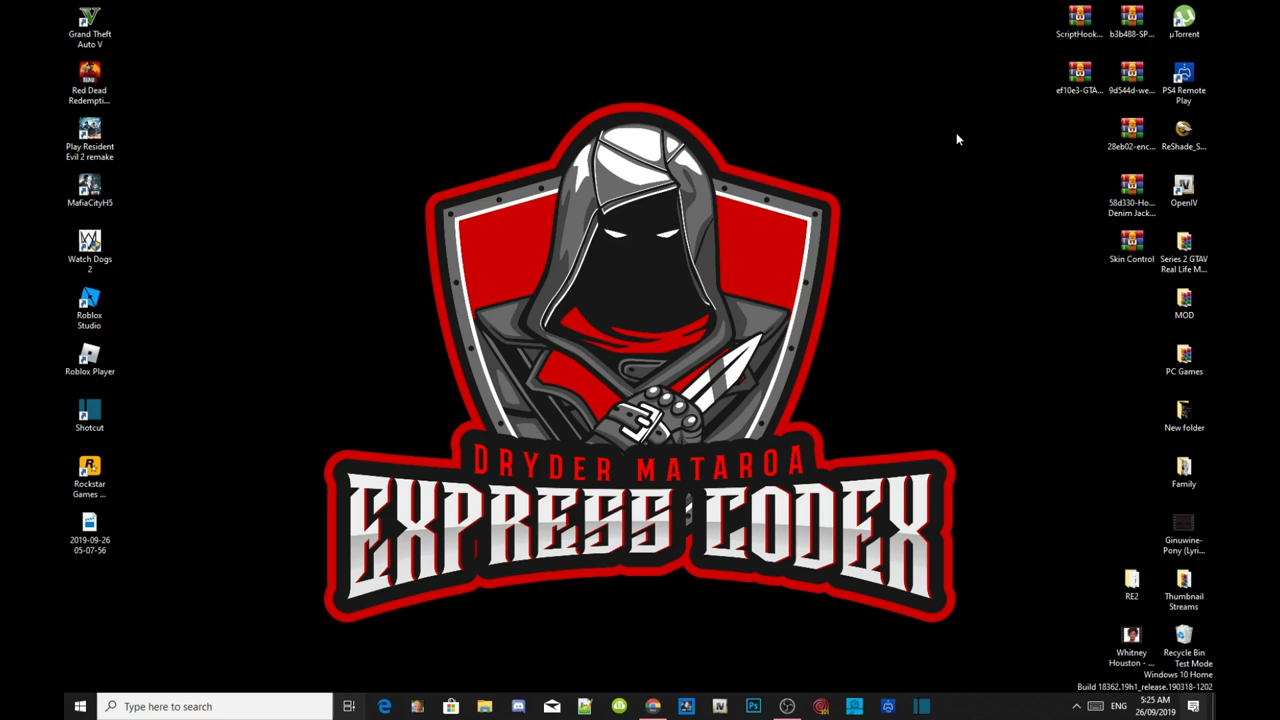 Grand Theft
Auto V
Red Dead
Redempti...
Play Resident
Evil 2 remake
MafiaCityH5
Watch Dogs
2
Roblox
Studio
Roblox Player
Shotcut
Rockstar
Games ...
2019-09-26
05-07-56
ScriptHook...
b3b488-SP...
µTorrent
ef10e3-GTA...
9d544d-we...
PS4 Remote
Play
28eb02-enc...
ReShade_S...
58d330-Ho...
Denim Jack...
OpenIV
Skin Control
Series 2 GTAV
Real Life M...
MOD
PC Games
New folder
Family
Ginuwine-
Pony (Lyri...
RE2
Thumbnail
Streams
Whitney
Houston - ...
Recycle Bin
DRYDER MATAROA
EXPRESS CODEX
Test Mode
Windows 10 Home
Build 18362.19h1_release.190318-1202
Type here to search
ENG
5:25 AM
26/09/2019